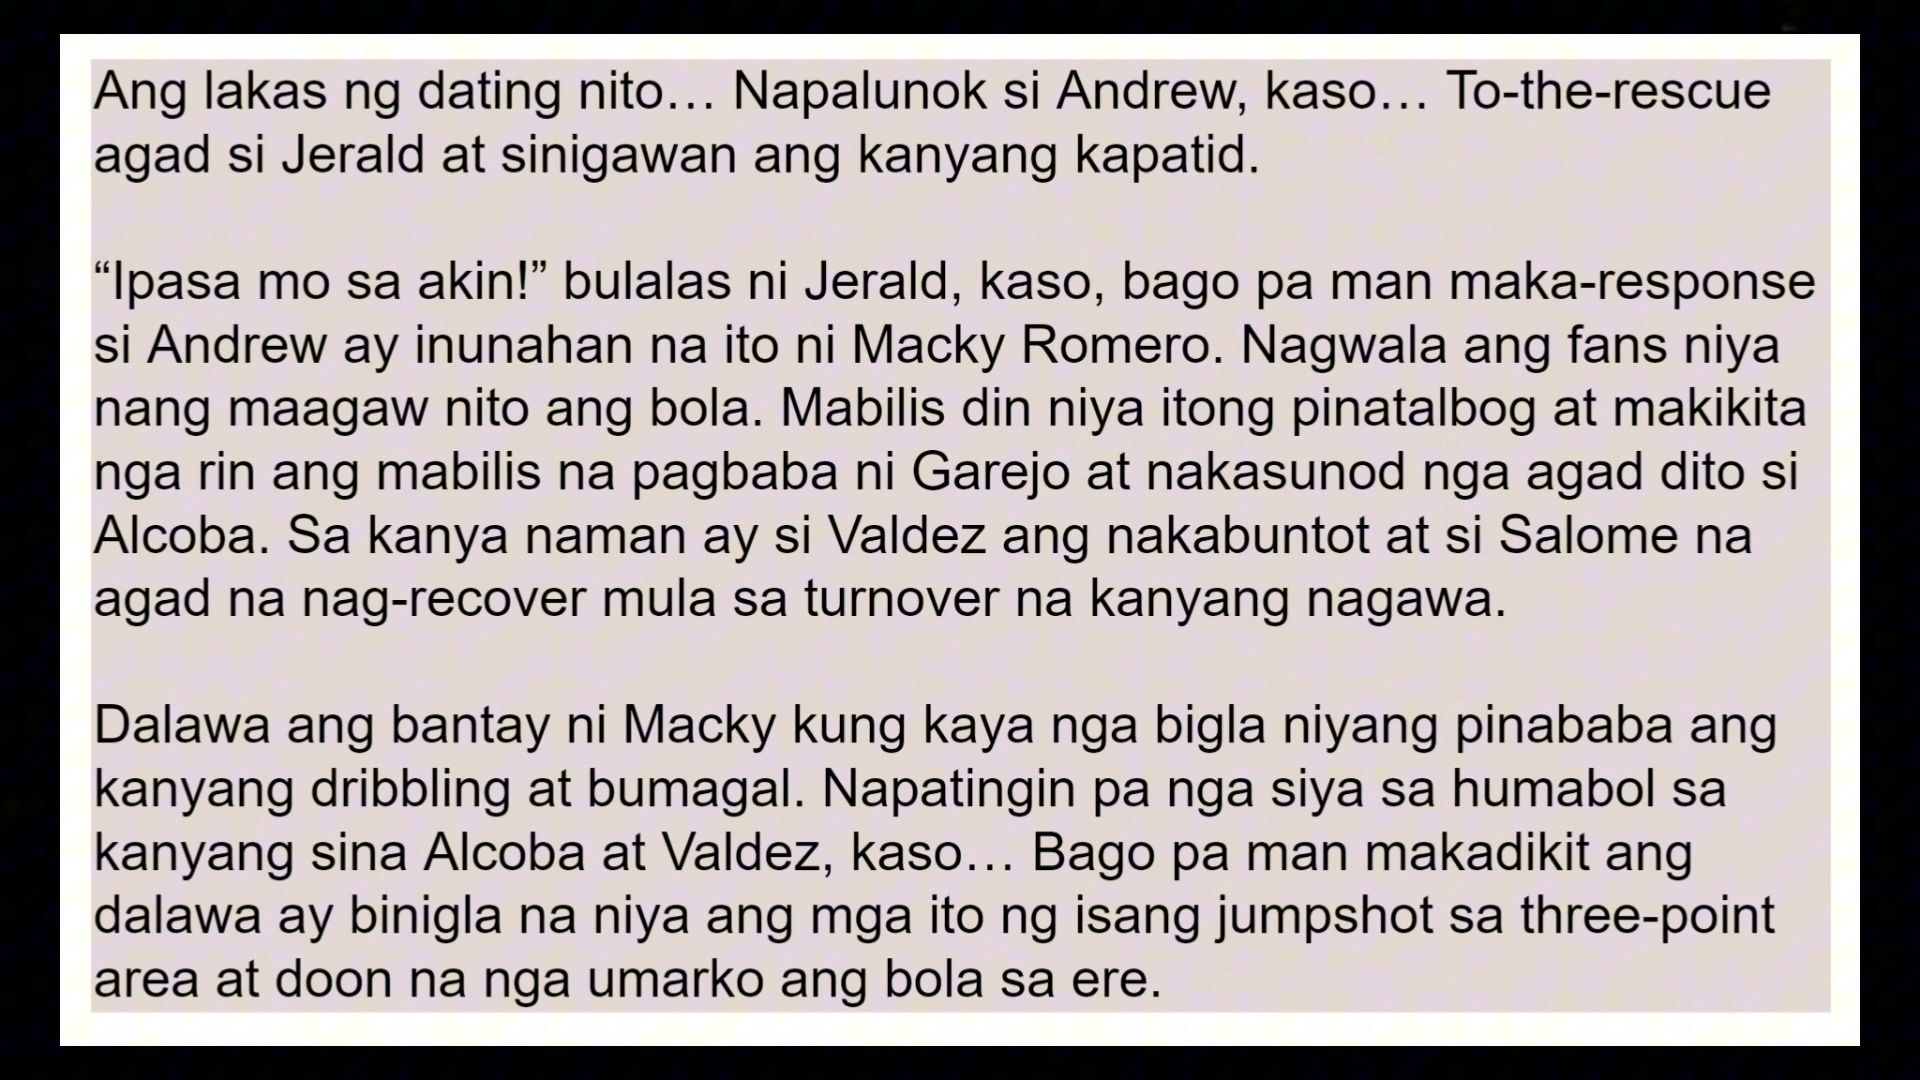 Ang lakas ng dating nito… Napalunok si Andrew, kaso… To-the-rescue
agad si Jerald at sinigawan ang kanyang kapatid.
“Ipasa mo sa akin!” bulalas ni Jerald, kaso, bago pa man maka-response
si Andrew ay inunahan na ito ni Macky Romero. Nagwala ang fans niya
nang maagaw nito ang bola. Mabilis din niya itong pinatalbog at makikita
nga rin ang mabilis na pagbaba ni Garejo at nakasunod nga agad dito si
Alcoba. Sa kanya naman ay si Valdez ang nakabuntot at si Salome na
agad na nag-recover mula sa turnover na kanyang nagawa.
Dalawa ang bantay ni Macky kung kaya nga bigla niyang pinababa ang
kanyang dribbling at bumagal. Napatingin pa nga siya sa humabol sa
kanyang sina Alcoba at Valdez, kaso… Bago pa man makadikit ang
dalawa ay binigla na niya ang mga ito ng isang jumpshot sa three-point
area at doon na nga umarko ang bola sa ere.